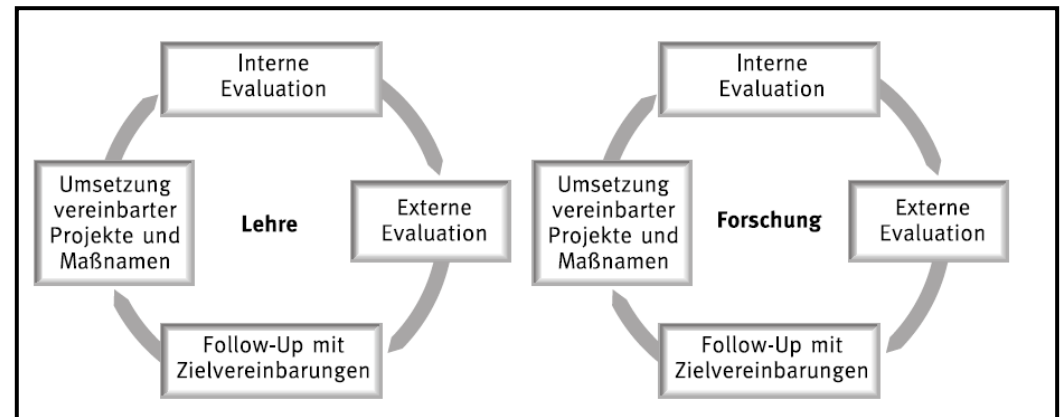 Interne
Evaluation
Umsetzung
vereinbarter
Projekte und
Maßnamen
Lehre
Externe
Evaluation
Follow-Up mit
Zielvereinbarungen
Interne
Evaluation
Umsetzung
vereinbarter
Projekte und
Maßnamen
Forschung
Externe
Evaluation
Follow-Up mit
Zielvereinbarungen